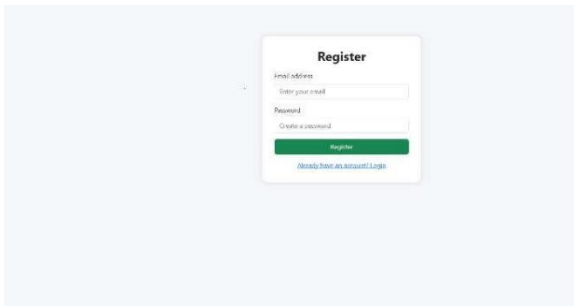 Register
Email address
Enter your email
Password
Create a password
Register
Already have an account? Login